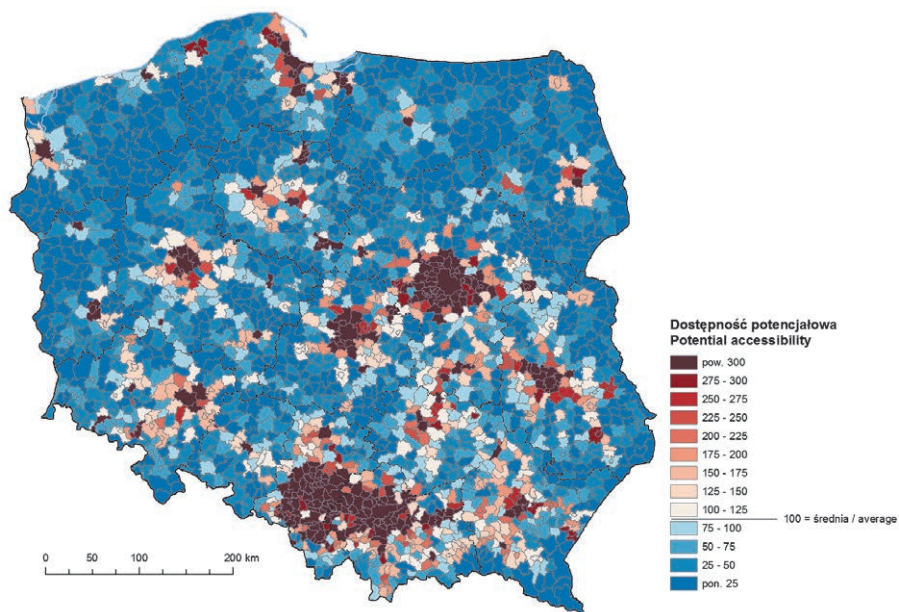 Dostępność potencjałowa
Potential accessibility
pow. 300
275 - 300
250 - 275
225 - 250
200 - 225
175 - 200
150 - 175
125 - 150
100 - 125
100 = średnia / average
75 - 100
50 - 75
25 - 50
pon. 25
0 50 100 200 km